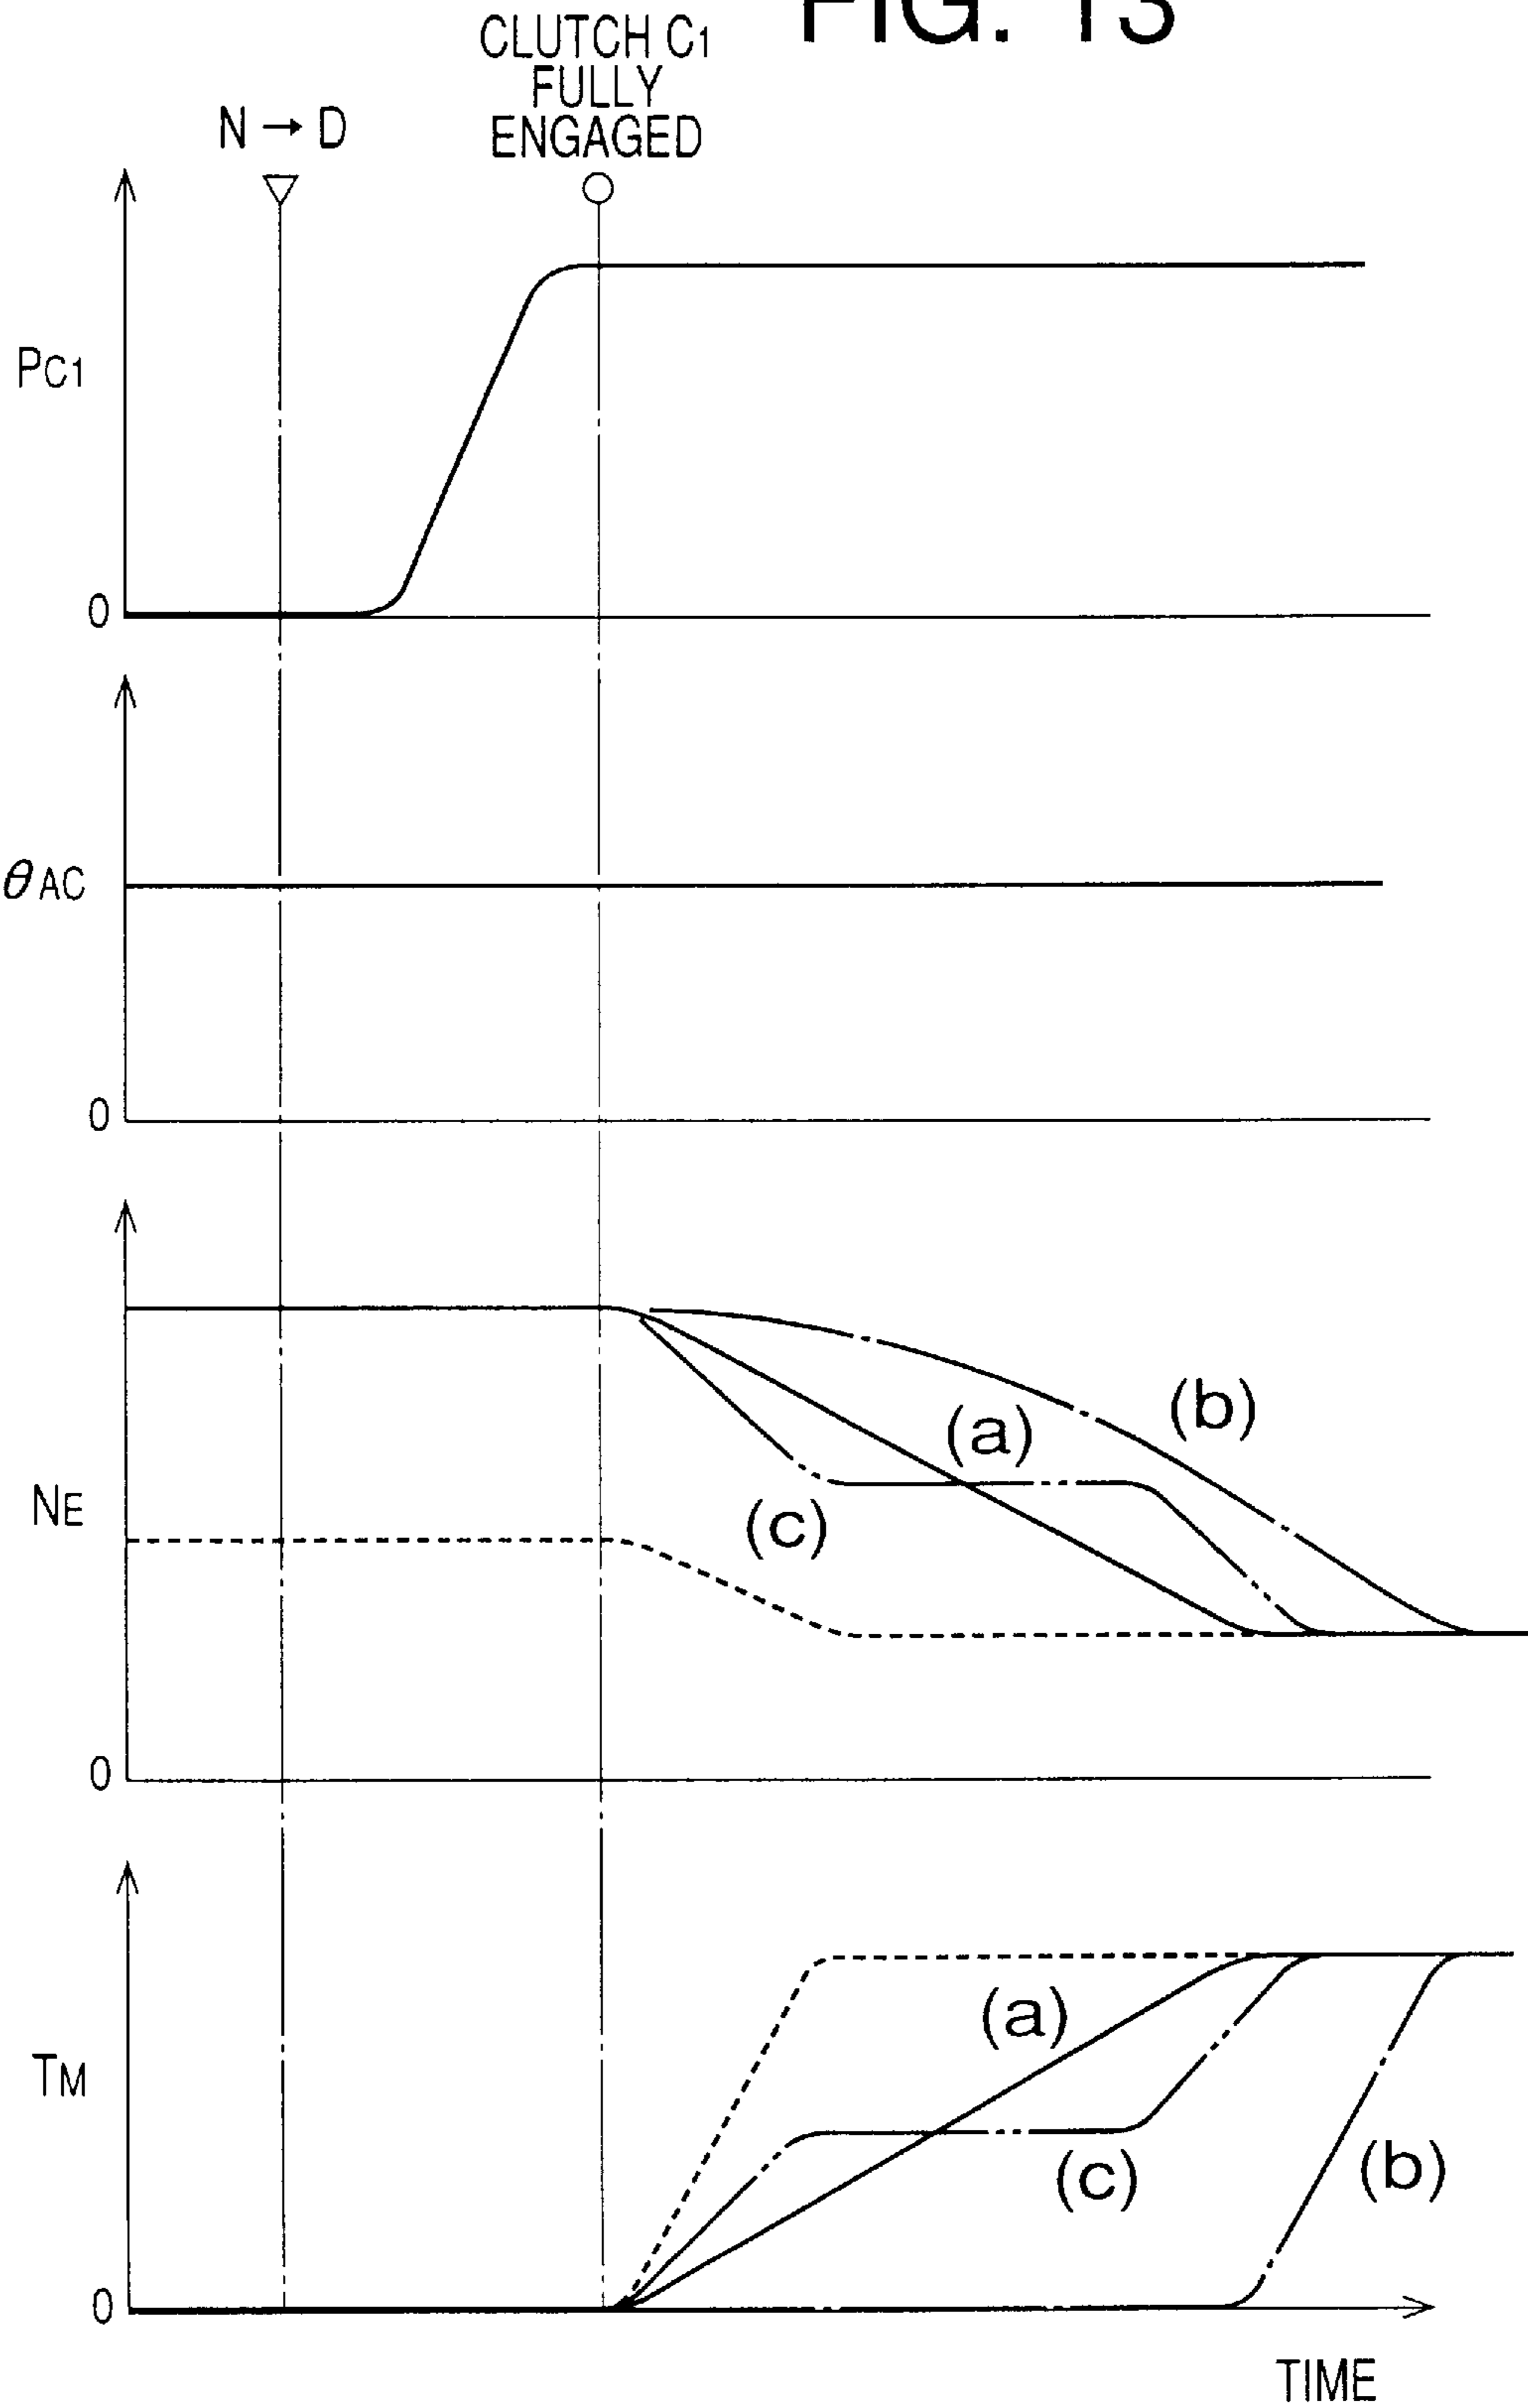 FIG. 13
CLUTCH C1
FULLY
ENGAGED
N → D
PC1
0
θAC
0
(b)
(a)
(c)
NE
0
(a)
TM
(c)
(b)
0
TIME